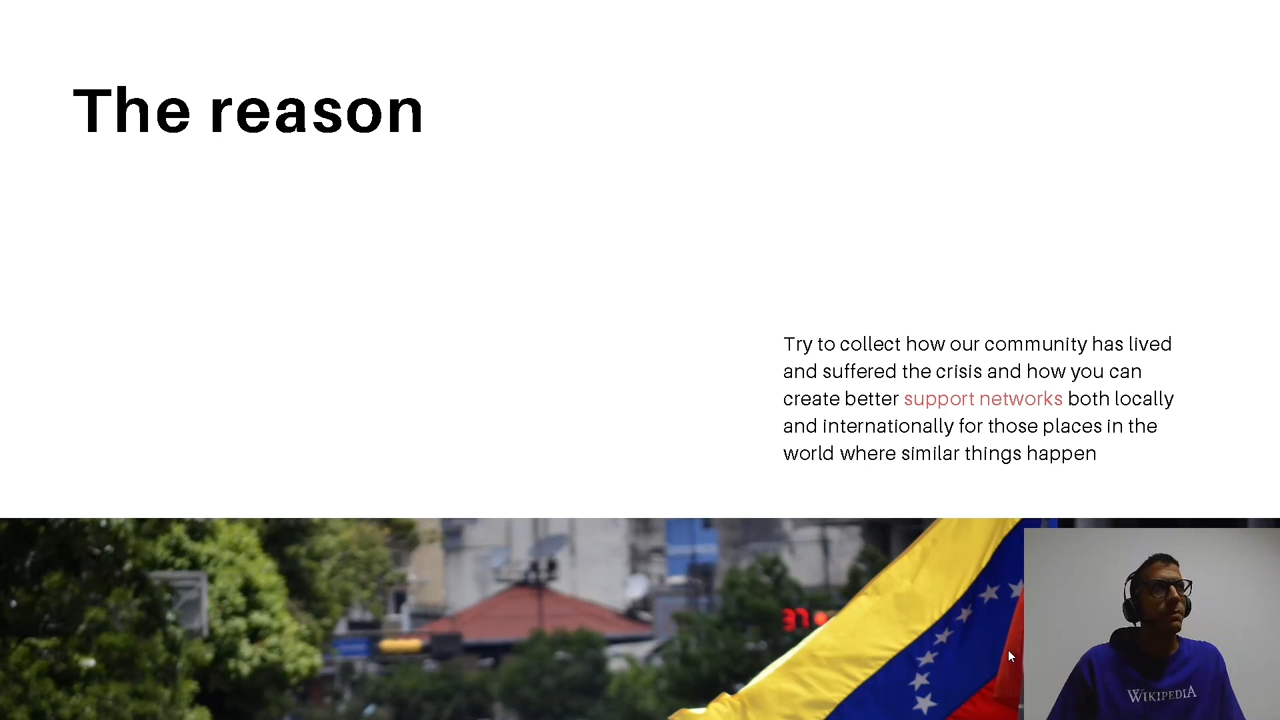 The reason
Try to collect how our community has lived
and suffered the crisis and how you can
create better support networks both locally
and internationally for those places in the
world where similar things happen
WIKIPEDIA